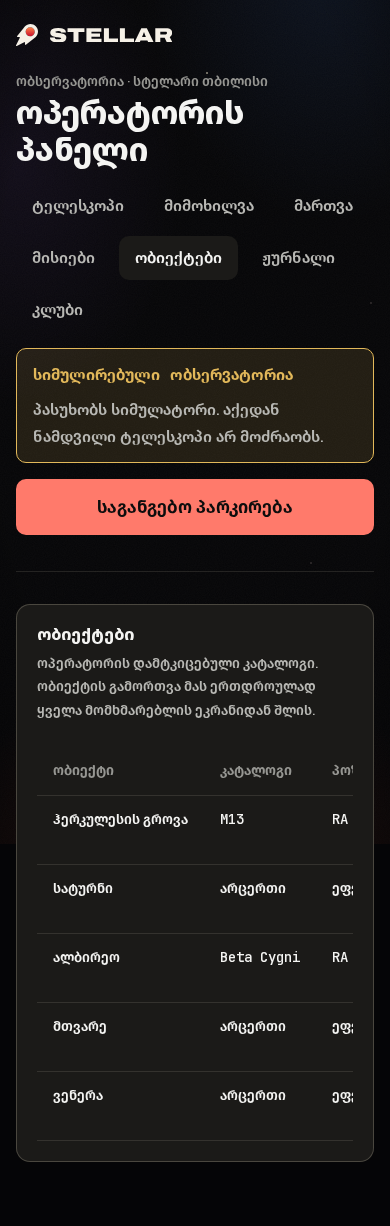 STELLAR
ობსერვატორია · სტელარი თბილისი
ოპერატორის
პანელი
ტელესკოპი მიმოხილვა მართვა
მისიები ობიექტები ჟურნალი
კლუბი
სიმულირებული ობსერვატორია
პასუხობს სიმულატორი. აქედან
ნამდვილი ტელესკოპი არ მოძრაობს.
საგანგებო პარკირება
ობიექტები
ოპერატორის დამტკიცებული კატალოგი.
ობიექტის გამორთვა მას ერთდროულად
ყველა მომხმარებლის ეკრანიდან შლის.
ობიექტი კატალოგი
ჰერკულესის გროვა M13 RA
სატურნი არცერთი
ალბირეო Beta Cygni RA
მთვარე არცერთი
ვენერა არცერთი